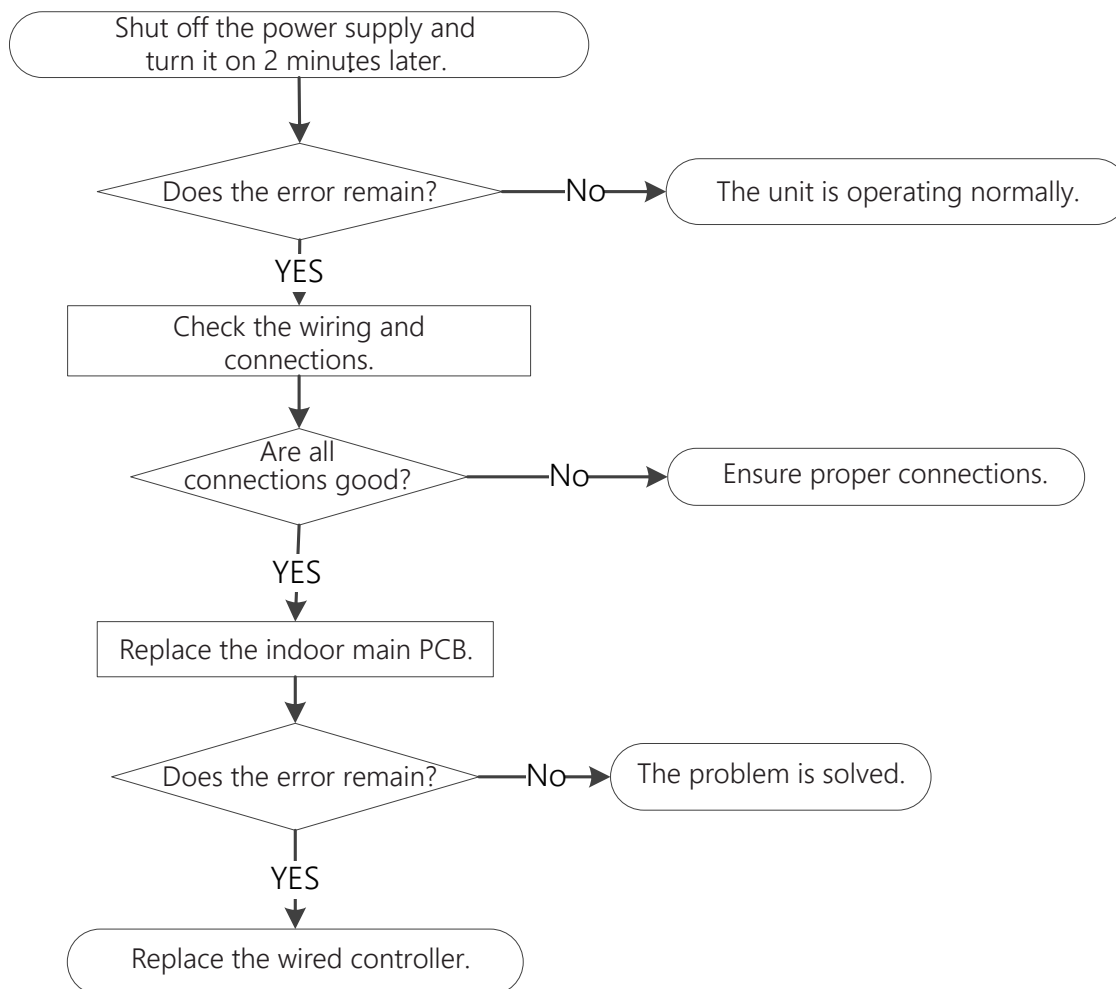 Shut off the power supply and
turn it on 2 minutes later.
Does the error remain?
No
The unit is operating normally.
YES
Check the wiring and
connections.
Are all
connections good?
No
Ensure proper connections.
YES
Replace the indoor main PCB.
Does the error remain?
No
The problem is solved.
YES
Replace the wired controller.